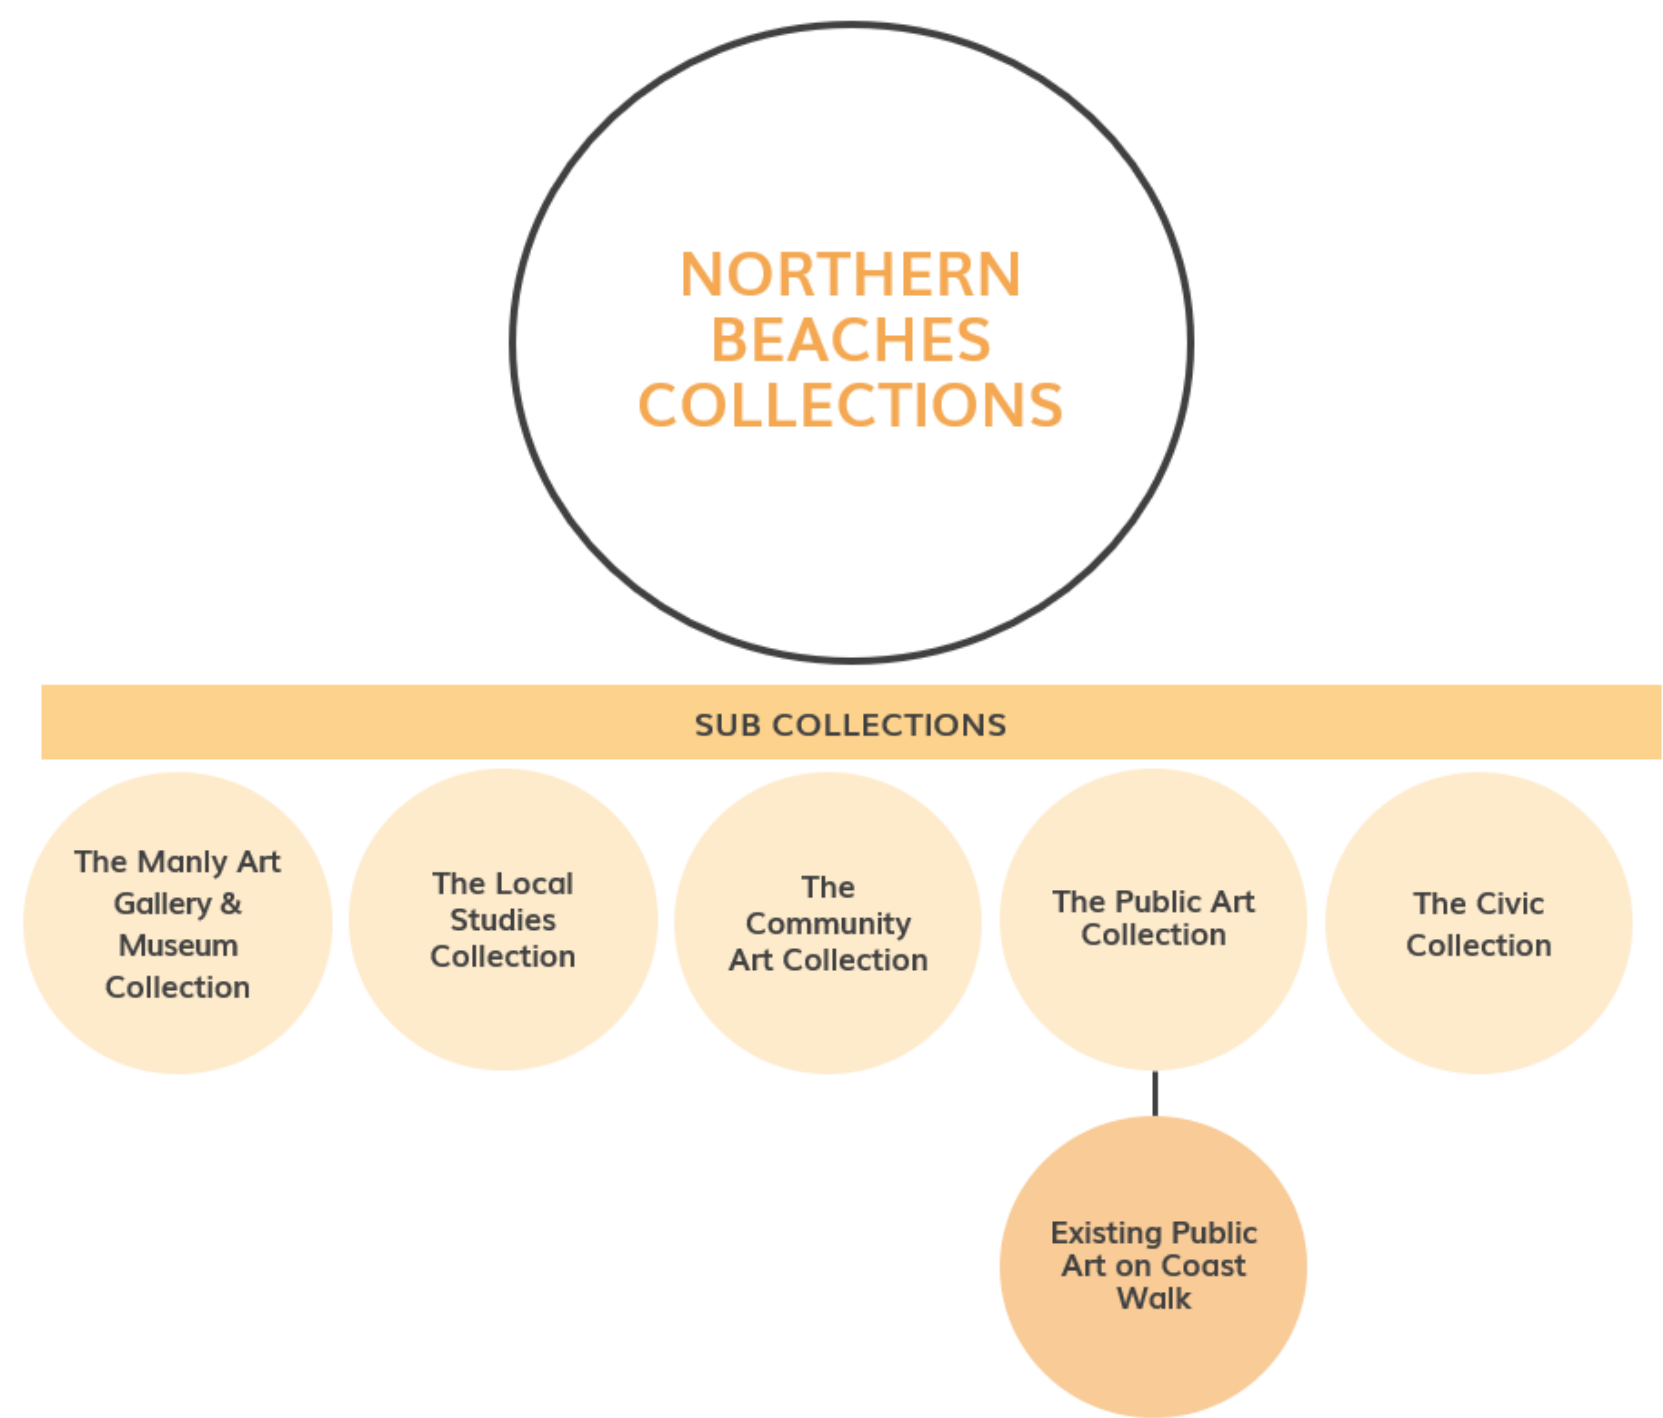 NORTHERN
BEACHES
COLLECTIONS
SUB COLLECTIONS
The Manly Art
Gallery &
Museum
Collection
The Local
Studies
Collection
The
Community
Art Collection
The Public Art
Collection
The Civic
Collection
Existing Public
Art on Coast
Walk